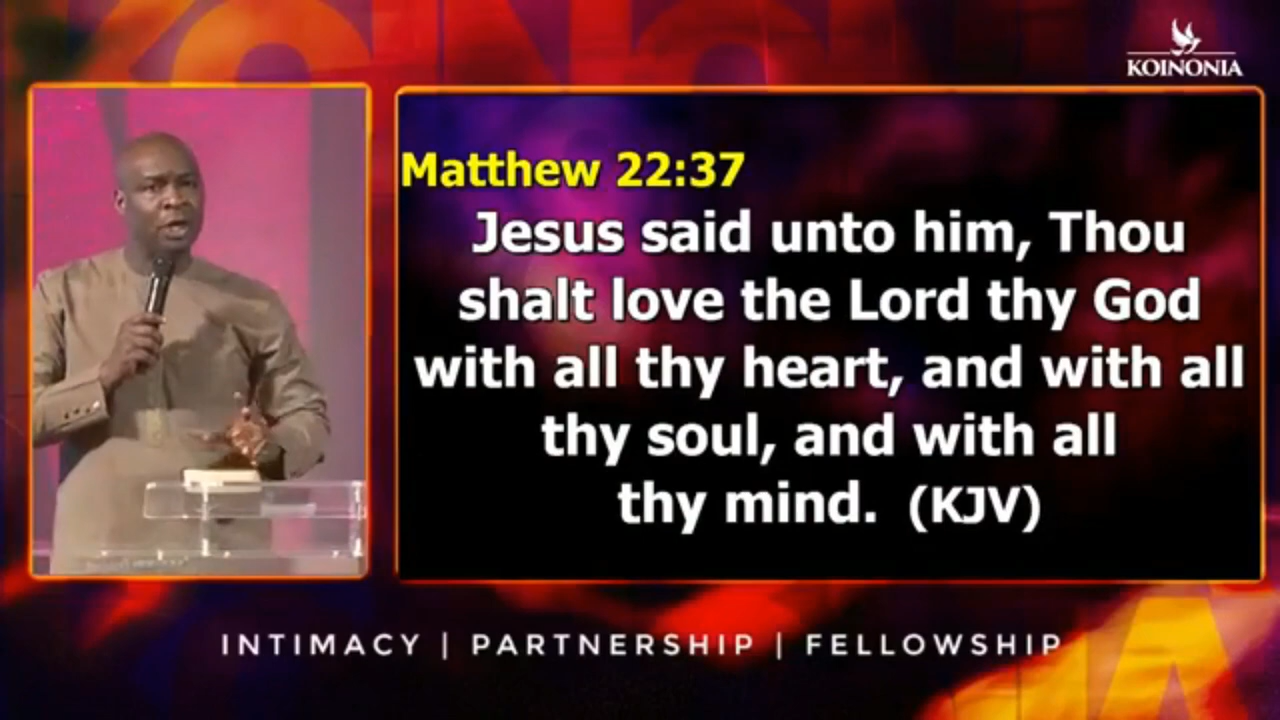 KOINONIA
Matthew 22:37
Jesus said unto him, Thou
shalt love the Lord thy God
with all thy heart, and with all
thy soul, and with all
thy mind. (KJV)
INTIMACY | PARTNERSHIP | FELLOWSHIP